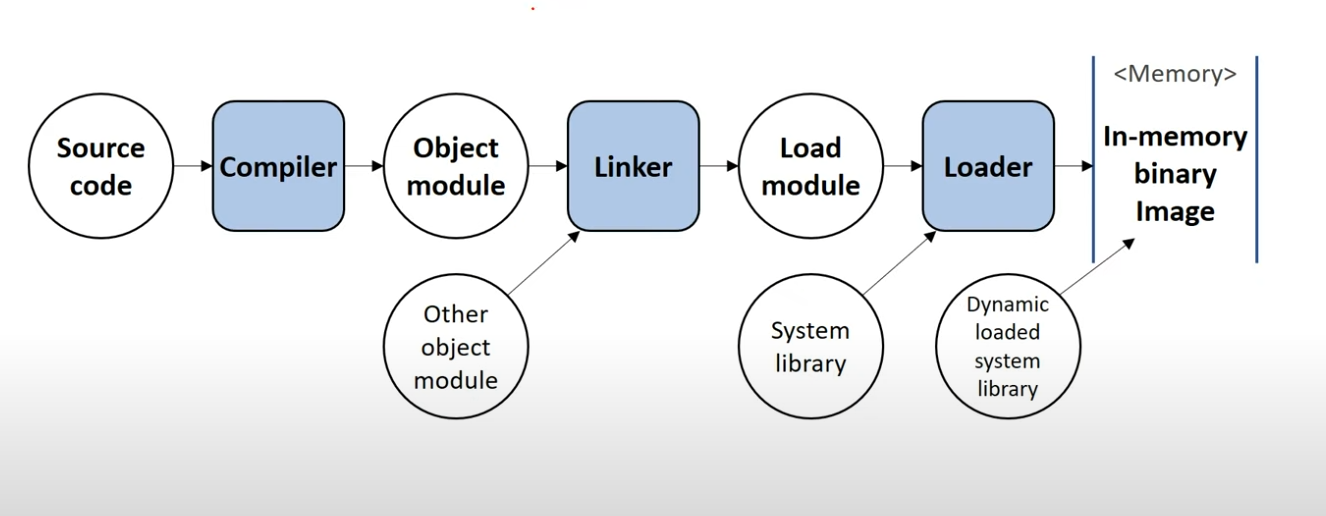 <Memory>
Source
code
Compiler
Object
module
Linker
Load
module
Loader
In-memory
binary
Image
Other
object
module
System
library
Dynamic
loaded
system
library